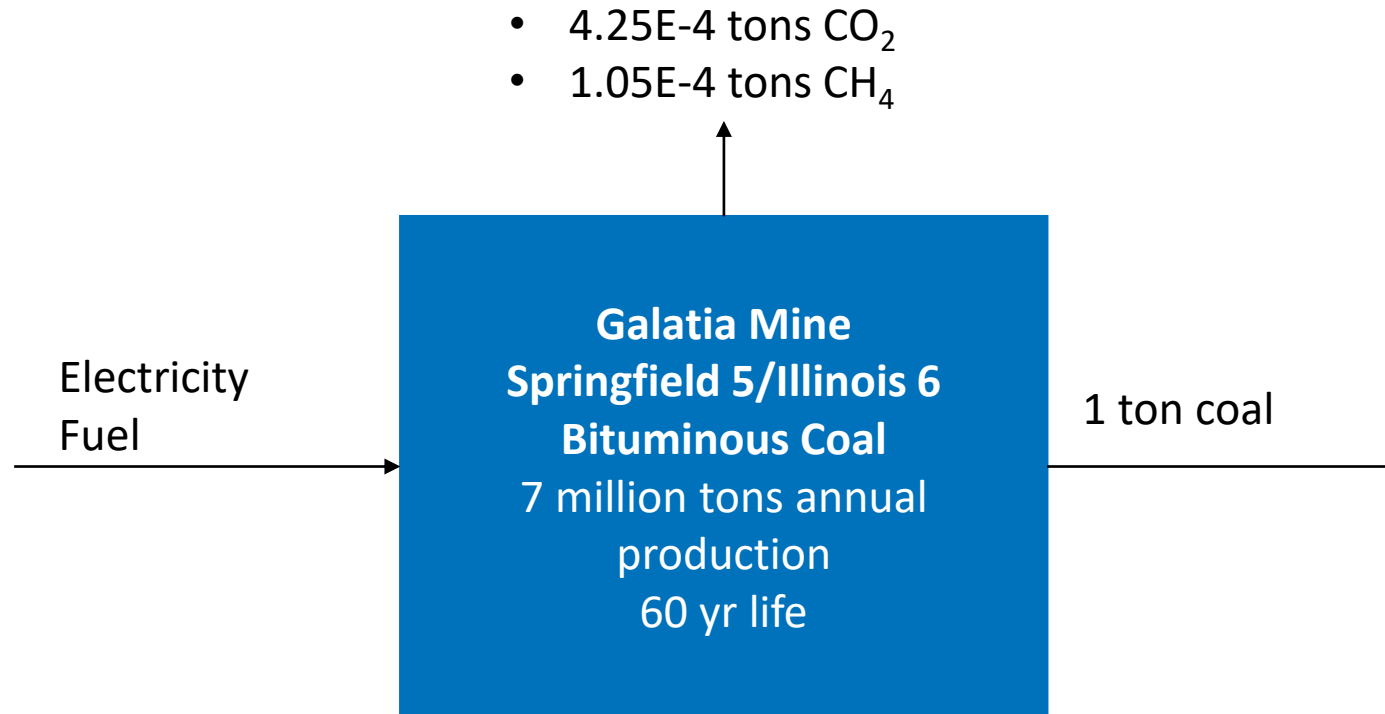 • 4.25E-4 tons CO₂
• 1.05E-4 tons CH₄
Electricity
Fuel
Galatia Mine
Springfield 5/Illinois 6
Bituminous Coal
7 million tons annual
production
60 yr life
1 ton coal